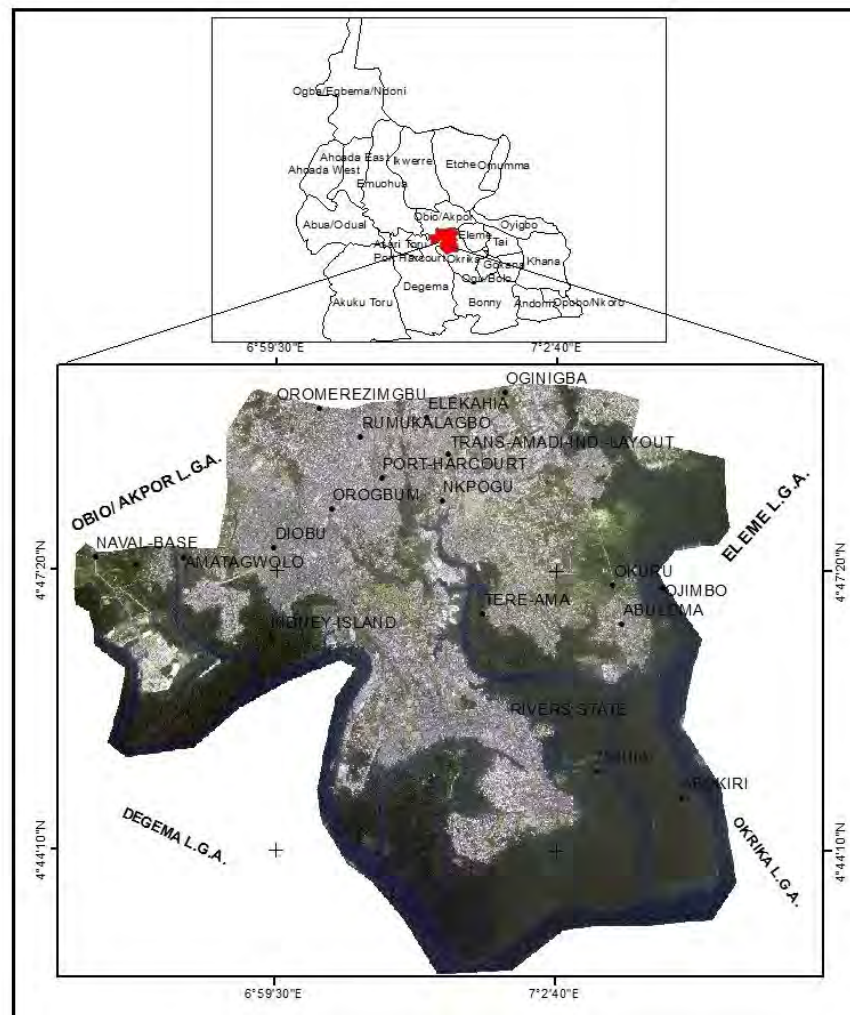 Ogba/Egbema/Ndoni
Ahoada East
Ikwerre
Etche
Omumma
Ahoada West
Emuohua
Abua/Odual
Obio/Akpor
Oyigbo
Eleme
Tai
Asari Toru
Port Harcourt
Okrika
Khana
Gokana
Ogu/Bolo
Degema
Akuku Toru
Bonny
Andoni
Opobo/Nkoro
6°59'30"E
7°2'40"E
OGINIGBA
OROMEREZIMGBU
ELEKAHIA
RUMUKALAGBO
TRANS-AMADI-IND.-LAYOUT
PORT-HARCOURT
OBIO/ AKPOR L.G.A.
NKPOGU
OROGBUM
ELEME L.G.A.
DIOBU
NAVAL-BASE
AMATAGWOLO
4°47'20"N
4°47'20"N
OKURU
OJIMBO
TERE-AMA
ABULOMA
KIDNEY ISLAND
RIVERS STATE
ABOKIRI
DEGEMA L.G.A.
OKRIKA L.G.A.
4°44'10"N
4°44'10"N
6°59'30"E
7°2'40"E